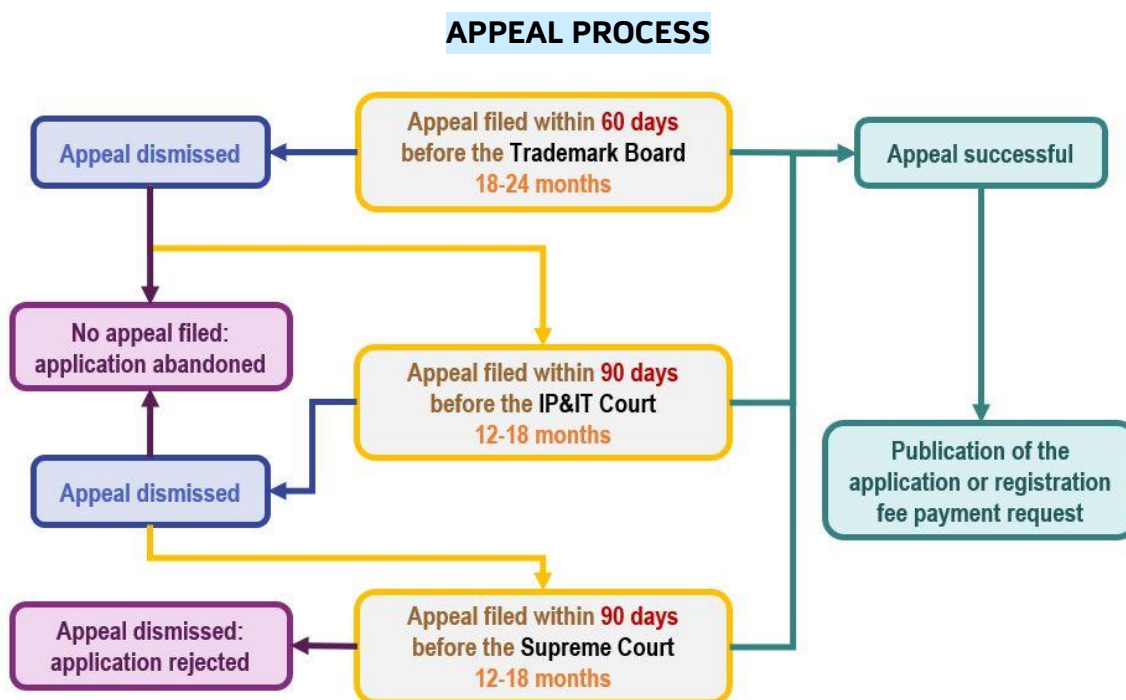 APPEAL PROCESS
Appeal dismissed
Appeal filed within 60 days
before the Trademark Board
18-24 months
Appeal successful
No appeal filed:
application abandoned
Appeal filed within 90 days
before the IP&IT Court
12-18 months
Publication of the
application or registration
fee payment request
Appeal dismissed
Appeal dismissed:
application rejected
Appeal filed within 90 days
before the Supreme Court
12-18 months